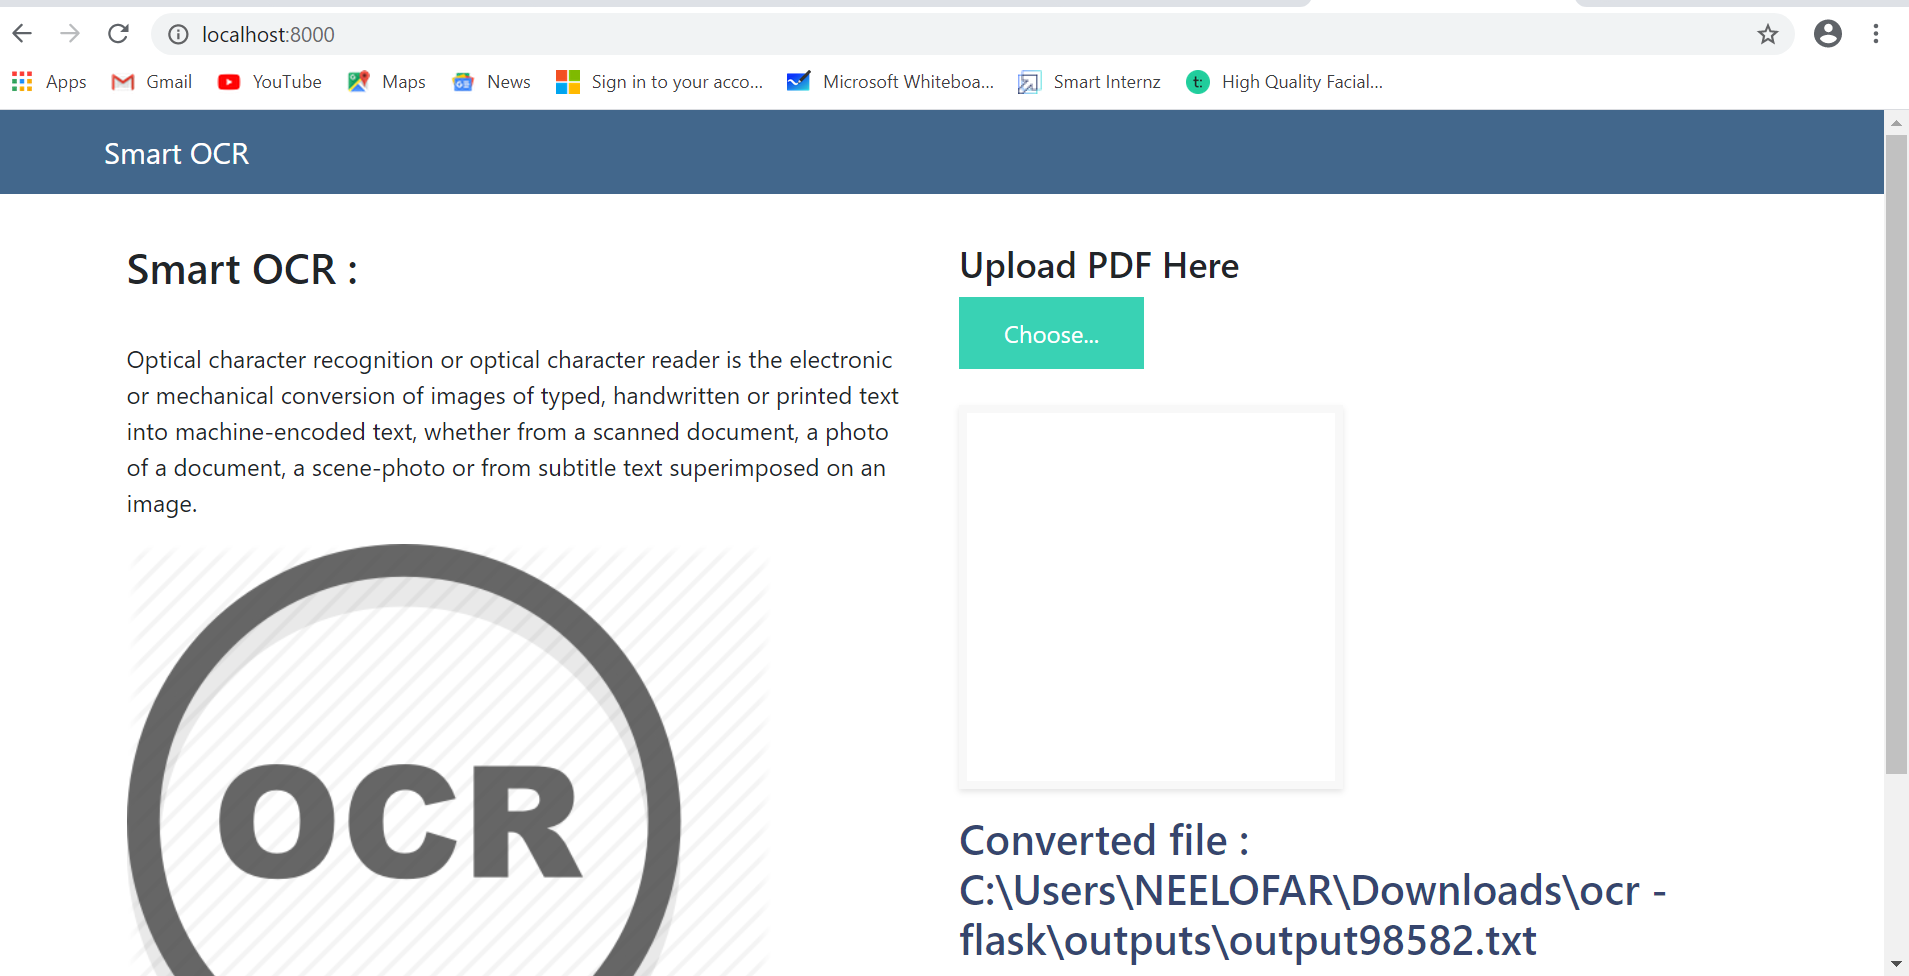 localhost:8000
Apps Gmail YouTube Maps News Sign in to your acco... Microsoft Whiteboa... Smart Internz t: High Quality Facial...
Smart OCR
Smart OCR :
Optical character recognition or optical character reader is the electronic
or mechanical conversion of images of typed, handwritten or printed text
into machine-encoded text, whether from a scanned document, a photo
of a document, a scene-photo or from subtitle text superimposed on an
image.
OCR
Upload PDF Here
Choose...
Converted file :
C:\Users\NEELOFAR\Downloads\ocr -
flask\outputs\output98582.txt